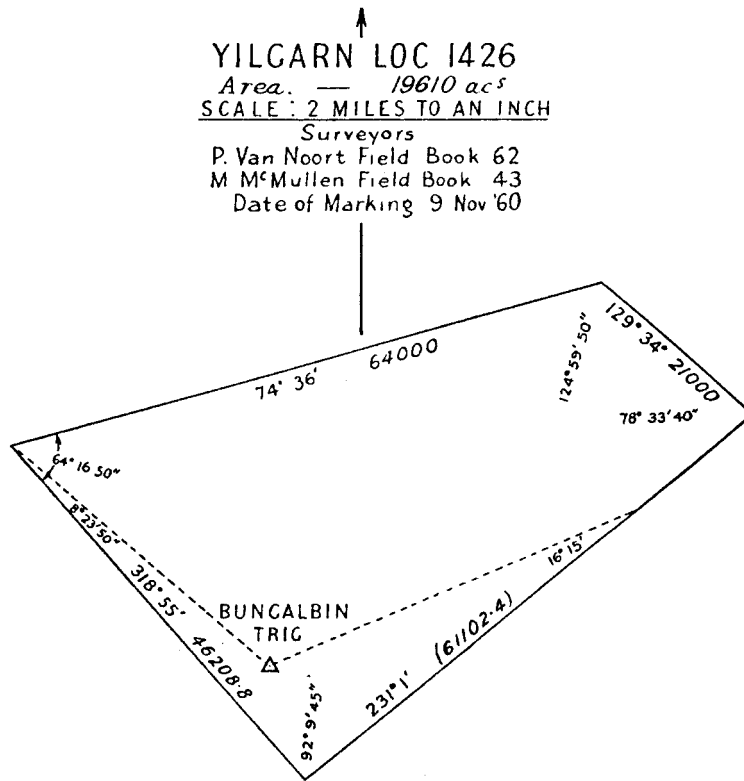 YILGARN LOC 1426
Area. — 19610 acs
SCALE : 2 MILES TO AN INCH
Surveyors
P. Van Noort Field Book 62
M McMullen Field Book 43
Date of Marking 9 Nov '60
129° 34' 21000
124° 59' 50"
74° 36' 64000
78° 33' 40"
64° 16 50"
8° 23' 50"
16° 15'
318° 55' 46208.8
BUNGALBIN
TRIG
231° 1' (61102.4)
92° 9' 45"